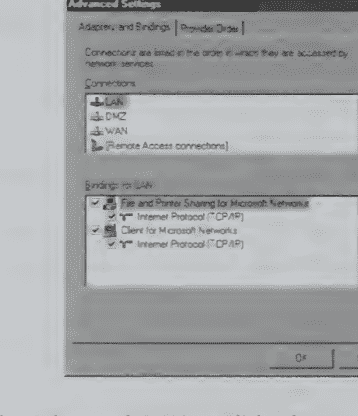 Advanced Settings
Adapters and Bindings Provider Order
Connections are listed in the order in which they are accessed by
network services.
Connections:
LAN
DMZ
WAN
[Remote Access connections]
Bindings for LAN:
File and Printer Sharing for Microsoft Networks
Internet Protocol (TCP/IP)
Client for Microsoft Networks
Internet Protocol (TCP/IP)
OK